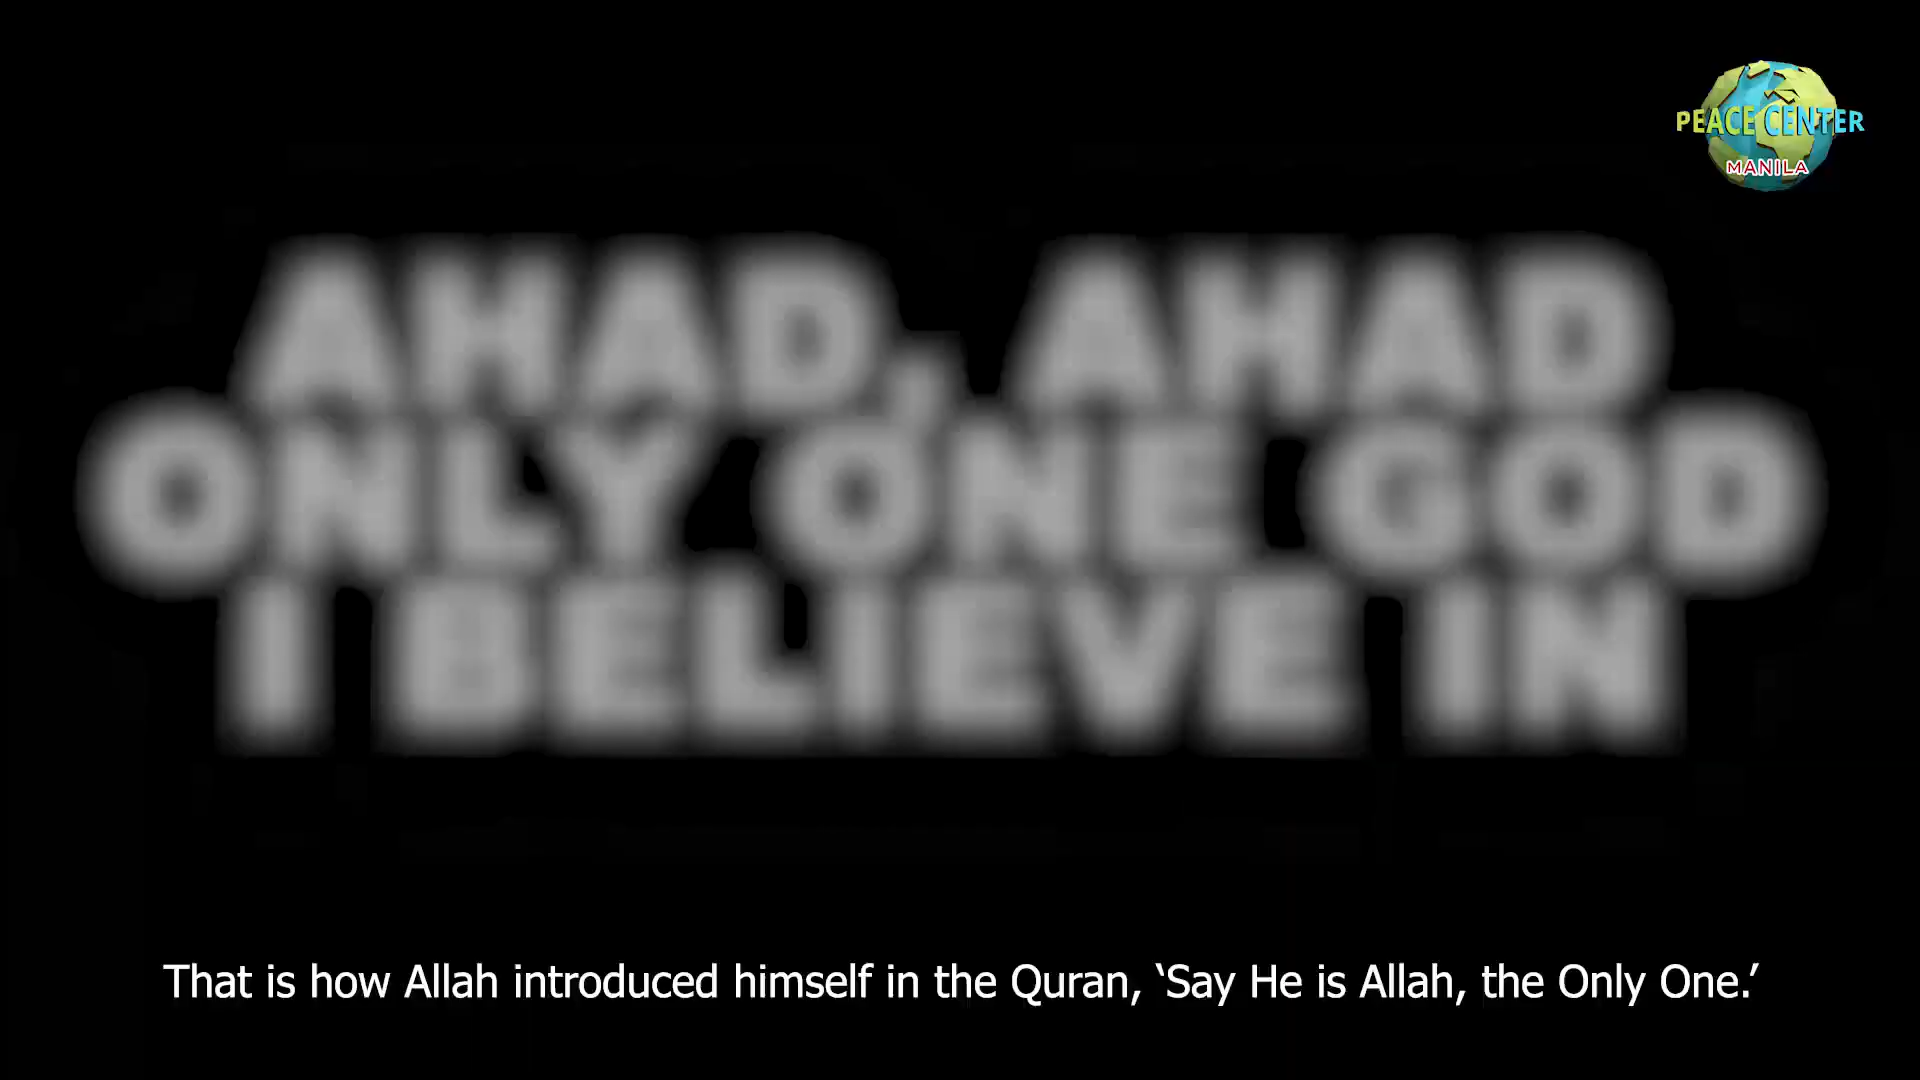 PEACE CENTER
MANILA
AHAD, AHAD
ONLY ONE GOD
I BELIEVE IN
That is how Allah introduced himself in the Quran, ‘Say He is Allah, the Only One.’